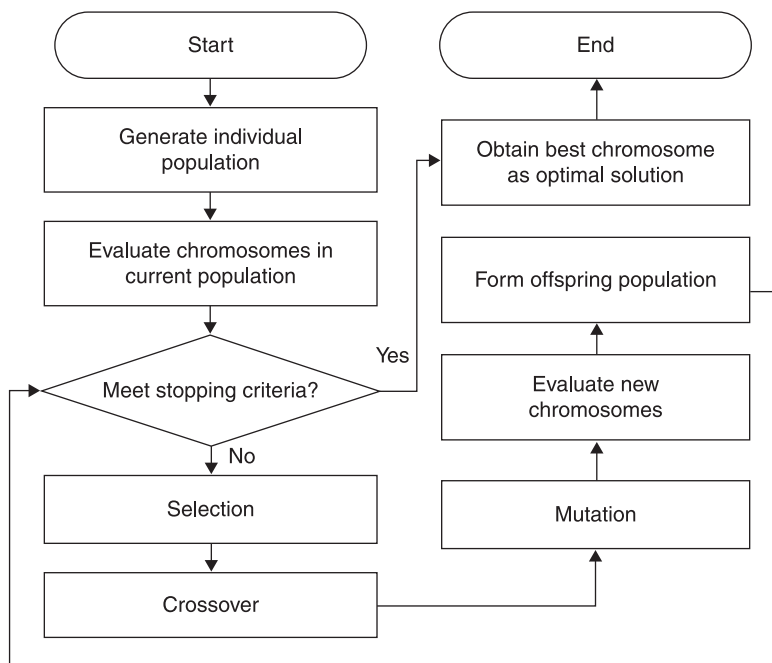 Start
Generate individual
population
Evaluate chromosomes in
current population
Meet stopping criteria?
Yes
No
Selection
Crossover
Mutation
Evaluate new
chromosomes
Form offspring population
Obtain best chromosome
as optimal solution
End